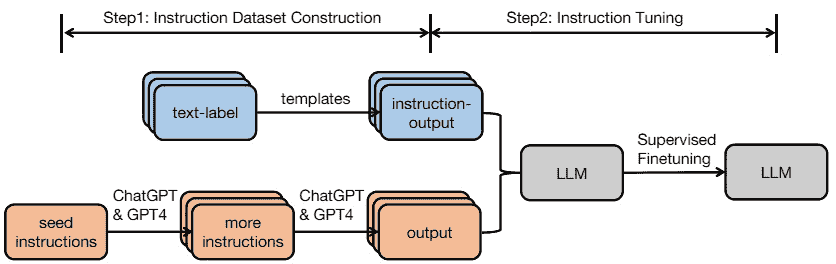 Step1: Instruction Dataset Construction
Step2: Instruction Tuning
text-label
templates
instruction-
output
LLM
Supervised
Finetuning
LLM
seed
instructions
ChatGPT
& GPT4
more
instructions
ChatGPT
& GPT4
output